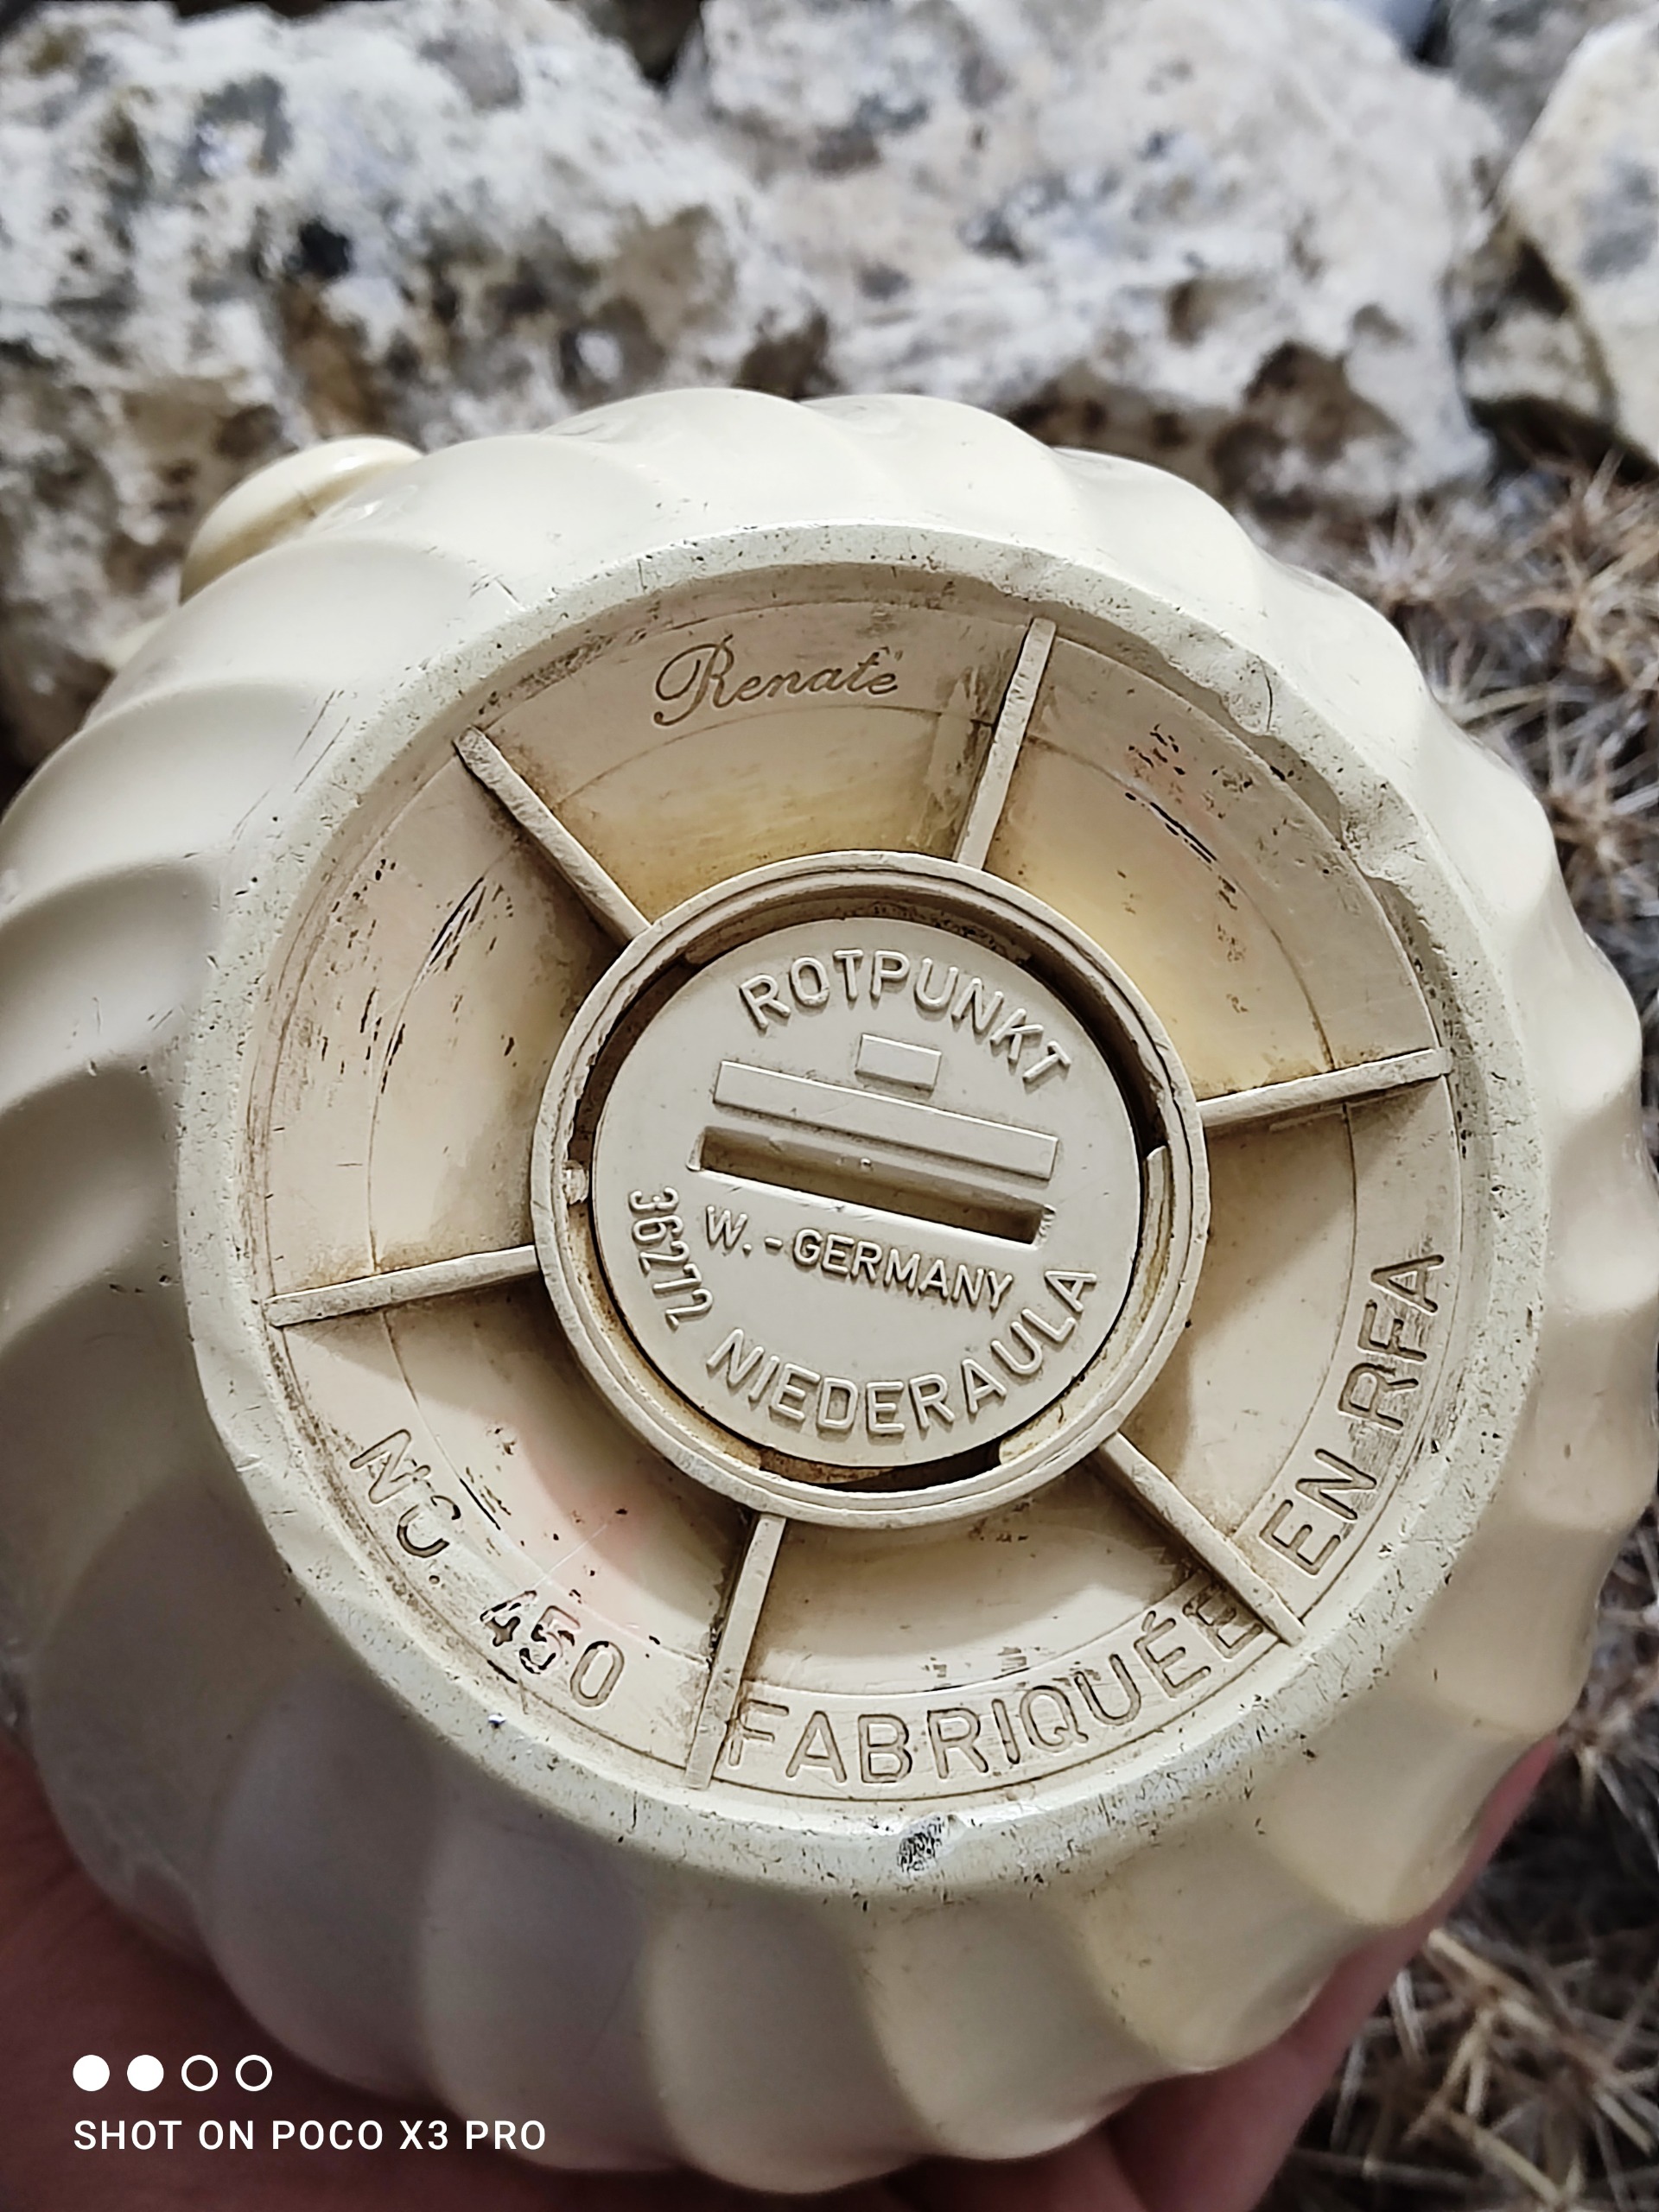 Renate
ROTPUNKT
W.-GERMANY
36272 NIEDERAULA
NO. 450
FABRIQUÉE EN RFA
SHOT ON POCO X3 PRO